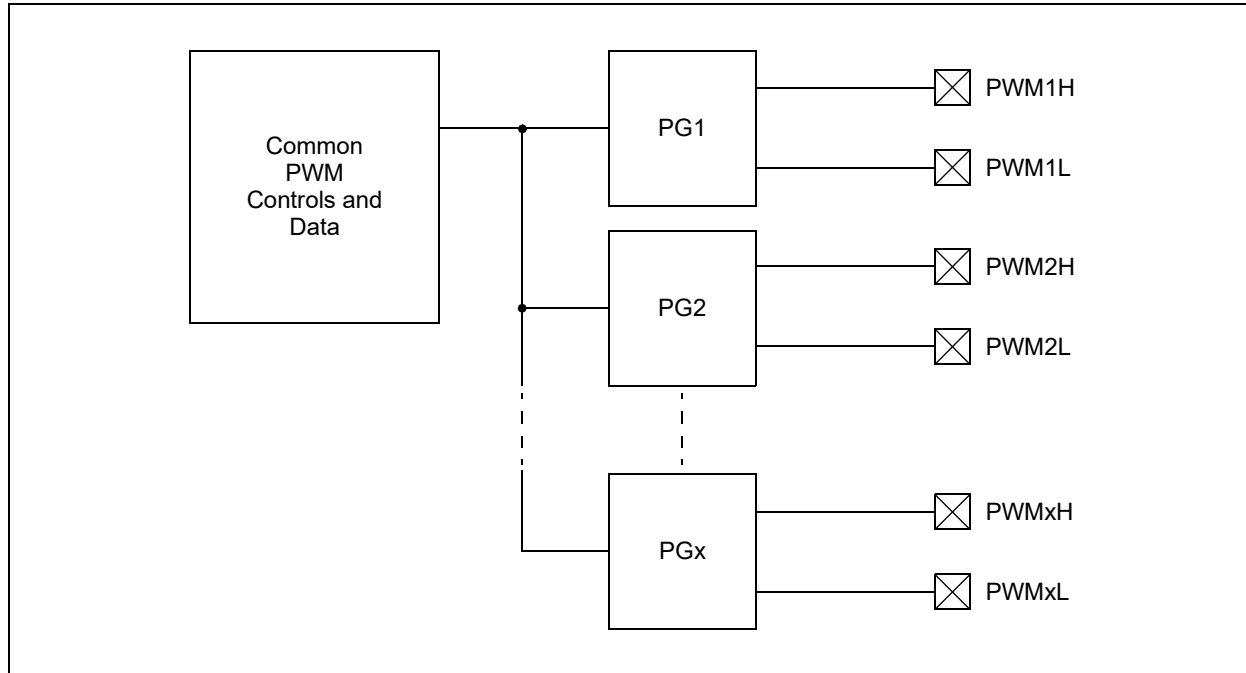 Common
PWM
Controls and
Data
PG1
PWM1H
PWM1L
PG2
PWM2H
PWM2L
PGx
PWMxH
PWMxL